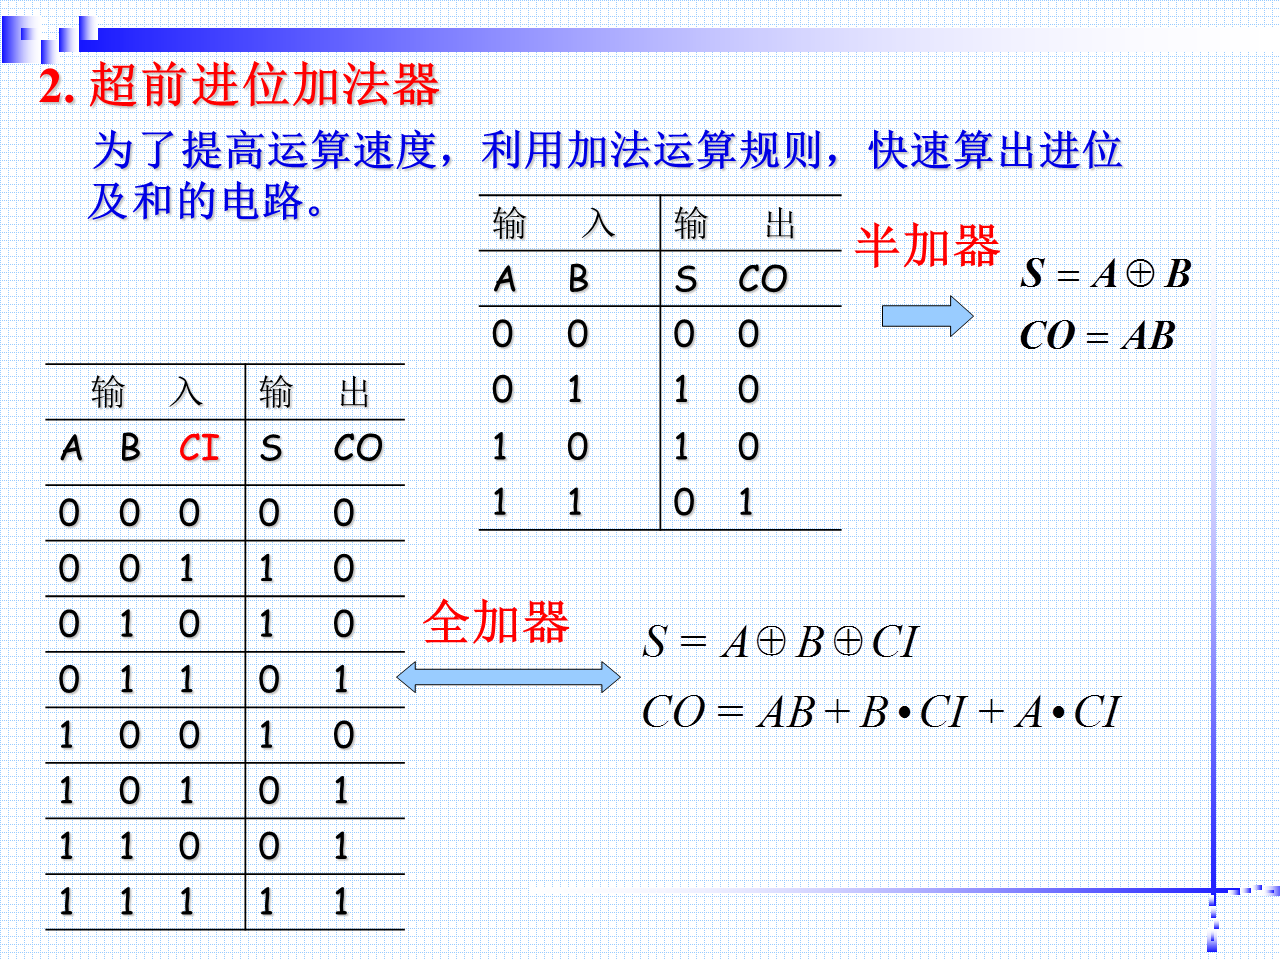 2. 超前进位加法器
为了提高运算速度，利用加法运算规则，快速算出进位
及和的电路。
输 入 输 出
A B S CO
0 0 0 0
0 1 1 0
1 0 1 0
1 1 0 1
半加器
S = A⊕B
CO = AB
输 入 输 出
A B CI S CO
0 0 0 0 0
0 0 1 1 0
0 1 0 1 0
0 1 1 0 1
1 0 0 1 0
1 0 1 0 1
1 1 0 0 1
1 1 1 1 1
全加器
S = A⊕B⊕CI
CO = AB + B•CI + A•CI